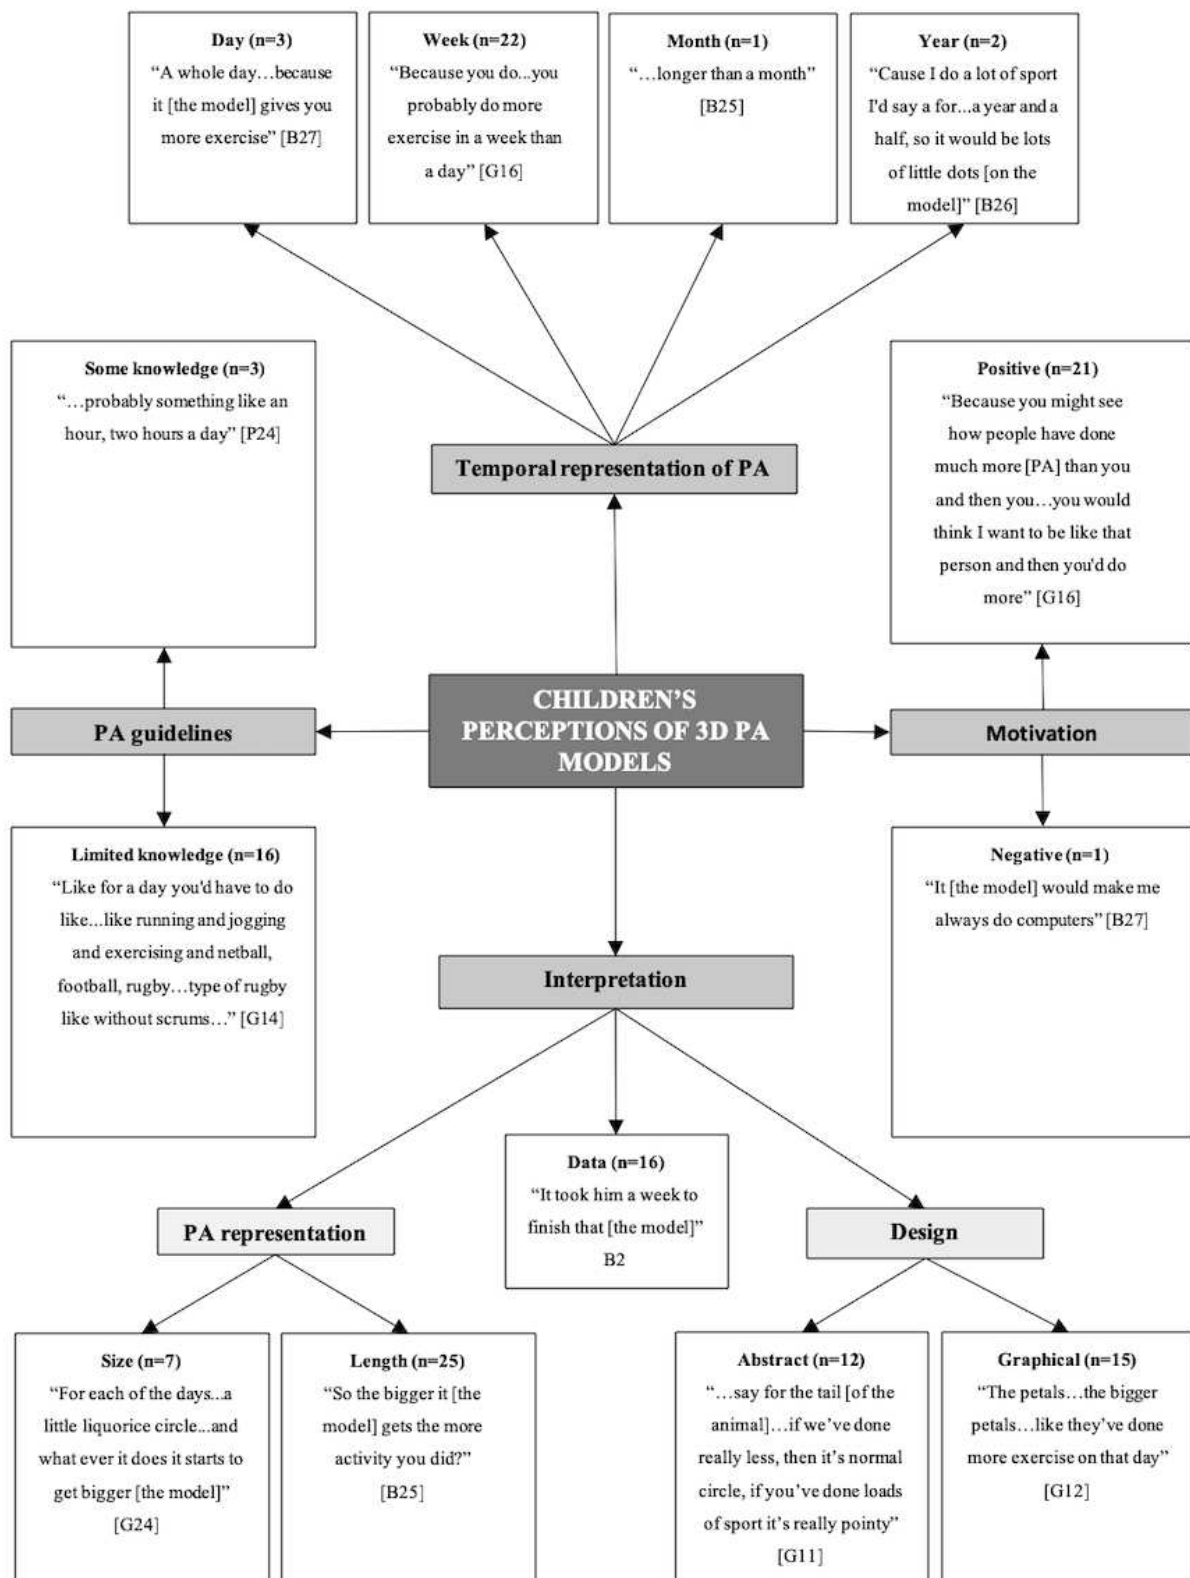 Day (n=3)
“A whole day…because
it [the model] gives you
more exercise” [B27]
Week (n=22)
“Because you do...you
probably do more
exercise in a week than
a day” [G16]
Month (n=1)
“…longer than a month”
[B25]
Year (n=2)
“Cause I do a lot of sport
I'd say a for...a year and a
half, so it would be lots
of little dots [on the
model]” [B26]
Some knowledge (n=3)
“…probably something like an
hour, two hours a day” [P24]
Temporal representation of PA
Positive (n=21)
“Because you might see
how people have done
much more [PA] than you
and then you…you would
think I want to be like that
person and then you'd do
more” [G16]
PA guidelines
CHILDREN’S
PERCEPTIONS OF 3D PA
MODELS
Motivation
Limited knowledge (n=16)
“Like for a day you'd have to do
like...like running and jogging
and exercising and netball,
football, rugby…type of rugby
like without scrums…” [G14]
Negative (n=1)
“It [the model] would make me
always do computers” [B27]
Interpretation
Data (n=16)
“It took him a week to
finish that [the model]”
B2
PA representation
Design
Size (n=7)
“For each of the days...a
little liquorice circle...and
what ever it does it starts to
get bigger [the model]”
[G24]
Length (n=25)
“So the bigger it [the
model] gets the more
activity you did?”
[B25]
Abstract (n=12)
“…say for the tail [of the
animal]…if we’ve done
really less, then it’s normal
circle, if you’ve done loads
of sport it’s really pointy”
[G11]
Graphical (n=15)
“The petals…the bigger
petals…like they’ve done
more exercise on that day”
[G12]